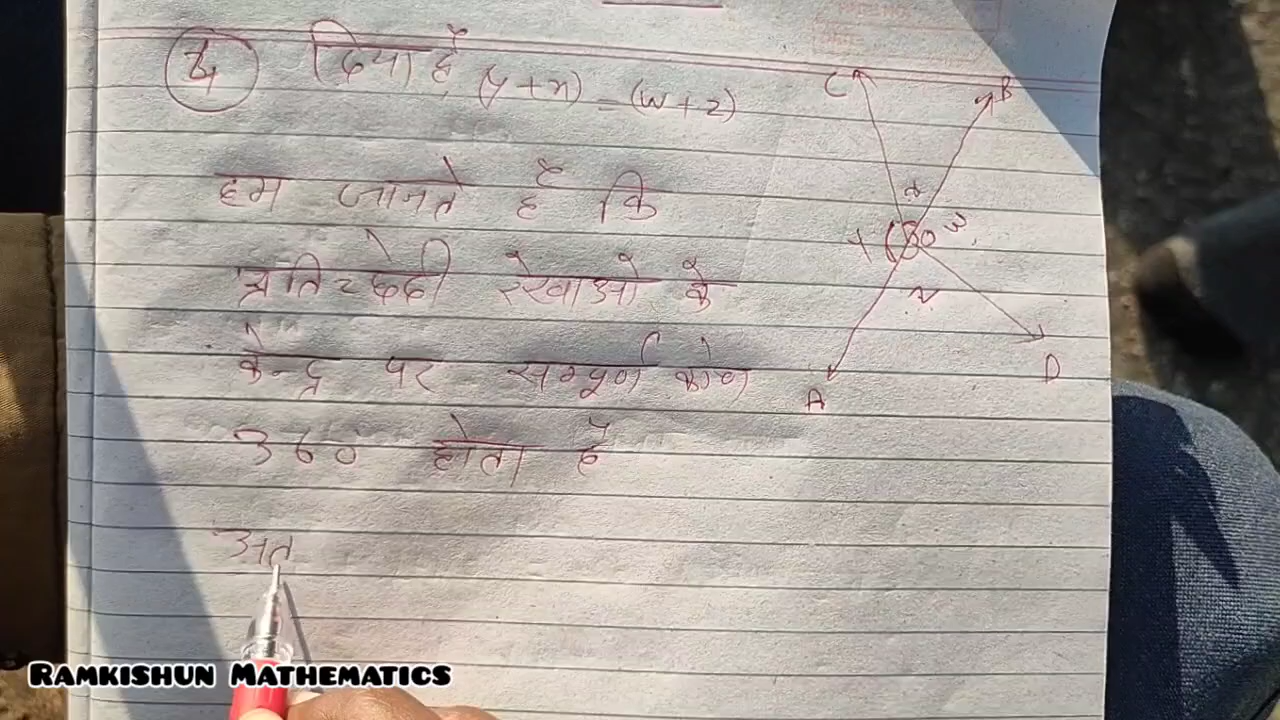 4 दिया है (y + x) = (w + z)
हम जानते है कि
प्रतिच्छेदी रेखाओ के
केन्द्र पर सम्पूर्ण कोण
360 होता है
अत
C B
x w
A D
RAMKISHUN MATHEMATICS